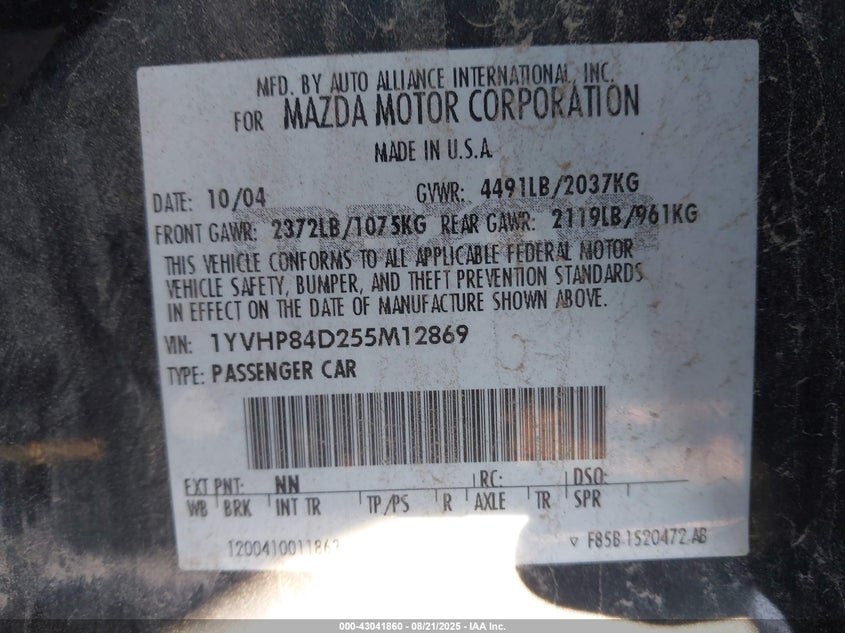 MFD. BY AUTO ALLIANCE INTERNATIONAL, INC.
FOR MAZDA MOTOR CORPORATION
MADE IN U.S.A
DATE: 10/04 GVWR: 4491LB/2037KG
FRONT GAWR: 2372LB/1075KG REAR GAWR: 2119LB/961KG
THIS VEHICLE CONFORMS TO ALL APPLICABLE FEDERAL MOTOR
VEHICLE SAFETY, BUMPER, AND THEFT PREVENTION STANDARDS
IN EFFECT ON THE DATE OF MANUFACTURE SHOWN ABOVE.
VIN: 1YVHP84D255M12869
TYPE: PASSENGER CAR
EXT PNT: NN RC: DSO:
WB BRK INT TR TP/PS R AXLE TR SPR
F85B-1520472-AB
000-43041860 - 08/21/2025 - IAA Inc.